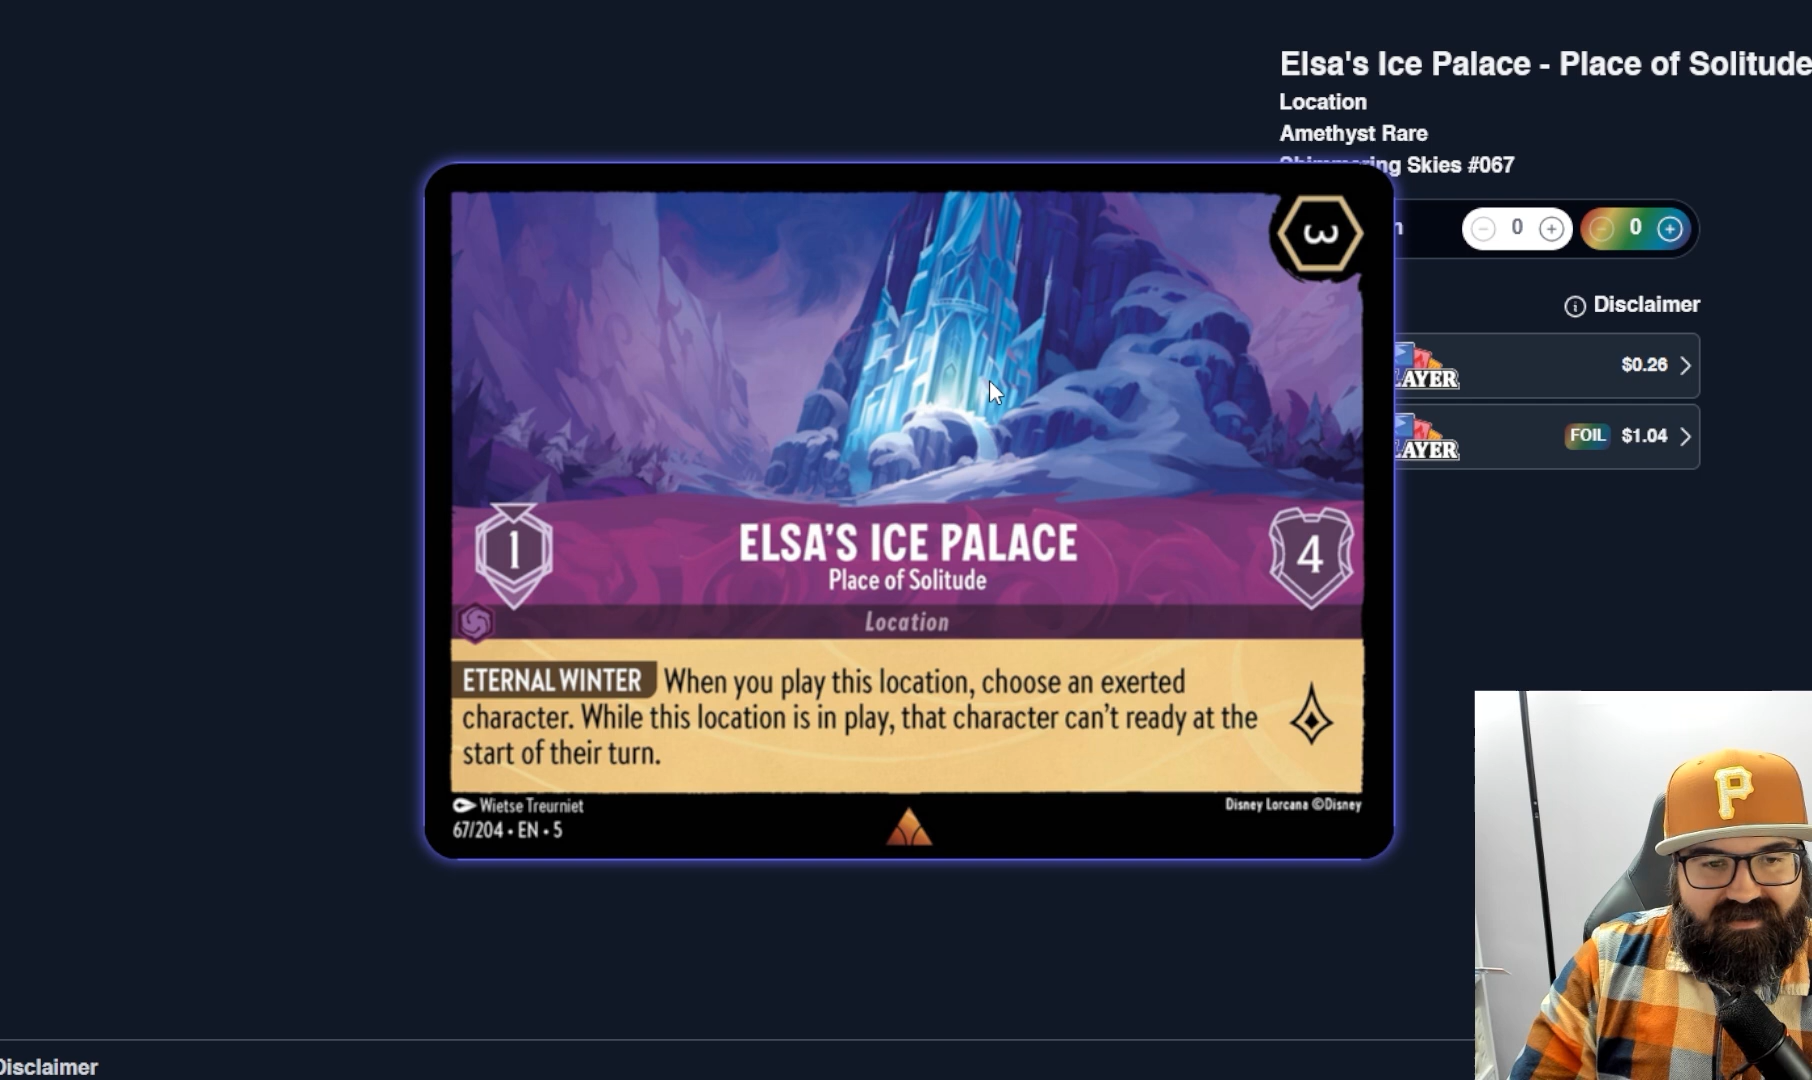 Elsa's Ice Palace - Place of Solitude
Location
Amethyst Rare
Skies #067
0
0
3
Disclaimer
$0.26
LAYER
FOIL $1.04
LAYER
1
ELSA'S ICE PALACE
4
Place of Solitude
Location
ETERNAL WINTER When you play this location, choose an exerted
character. While this location is in play, that character can't ready at the
start of their turn.
Wietse Treurniet
Disney Lorcana ©Disney
67/204 • EN • 5
P
Disclaimer